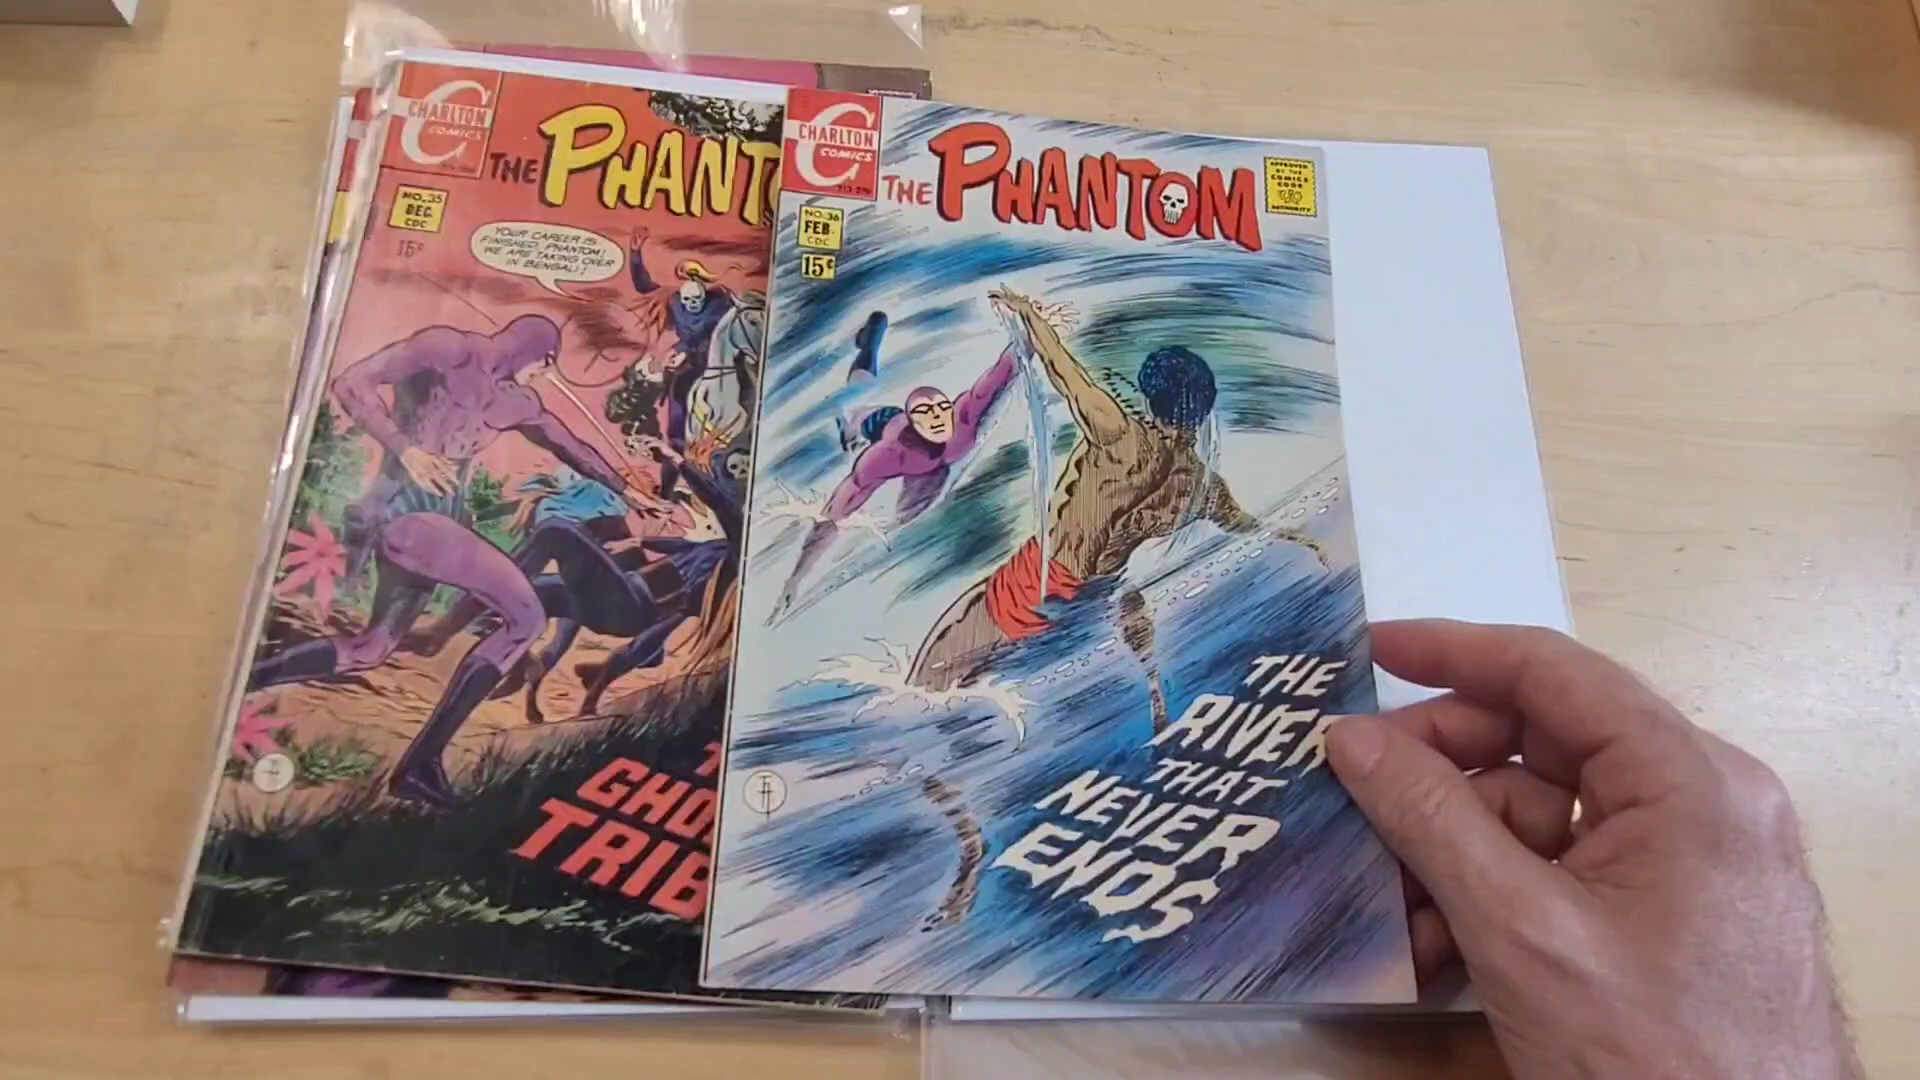 CHARLTON
COMICS
THE PHANT
NO. 35
DEC.
CDC
15¢
YOUR CAREER IS
FINISHED, PHANTOM!
WE ARE TAKING OVER
IN BENGALI!
GHO
TRIB
CHARLTON
COMICS
THE PHANTOM
APPROVED
BY THE
COMICS
CODE
AUTHORITY
NO. 36
FEB.
CDC
15¢
THE
RIVER
THAT
NEVER
ENDS